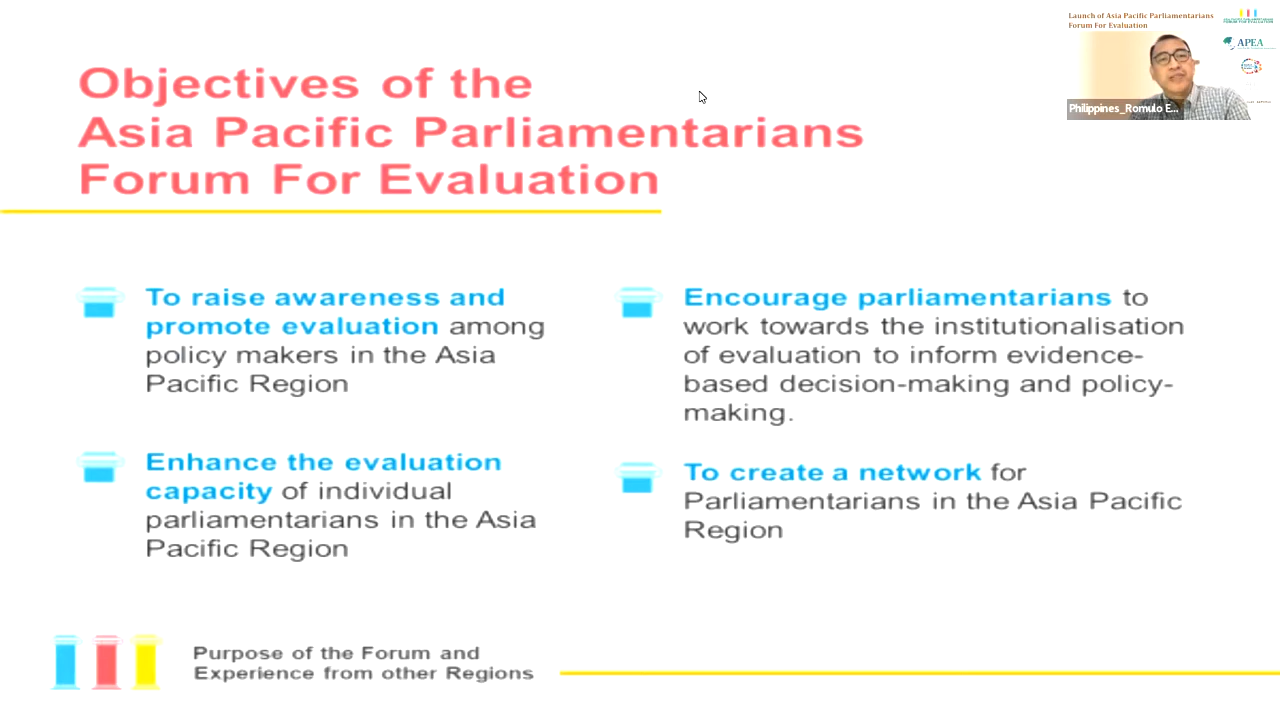 Launch of Asia Pacific Parliamentarians
Forum For Evaluation
APEA
Philippines_Romulo E...
Objectives of the
Asia Pacific Parliamentarians
Forum For Evaluation
To raise awareness and
promote evaluation among
policy makers in the Asia
Pacific Region
Enhance the evaluation
capacity of individual
parliamentarians in the Asia
Pacific Region
Encourage parliamentarians to
work towards the institutionalisation
of evaluation to inform evidence-
based decision-making and policy-
making.
To create a network for
Parliamentarians in the Asia Pacific
Region
Purpose of the Forum and
Experience from other Regions